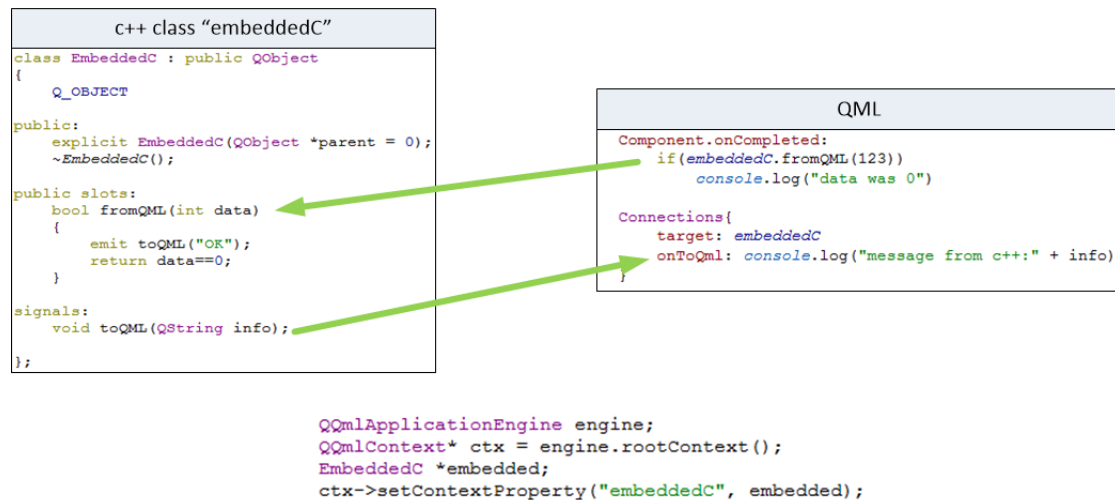 c++ class “embeddedC”
class EmbeddedC : public QObject
{
    Q_OBJECT
public:
    explicit EmbeddedC(QObject *parent = 0);
    ~EmbeddedC();
public slots:
    bool fromQML(int data)
    {
        emit toQML("OK");
        return data==0;
    }
signals:
    void toQML(QString info);
};
QML
Component.onCompleted:
    if(embeddedC.fromQML(123))
        console.log("data was 0")
Connections{
    target: embeddedC
    onToQml: console.log("message from c++:" + info)
}
QQmlApplicationEngine engine;
QQmlContext* ctx = engine.rootContext();
EmbeddedC *embedded;
ctx->setContextProperty("embeddedC", embedded);